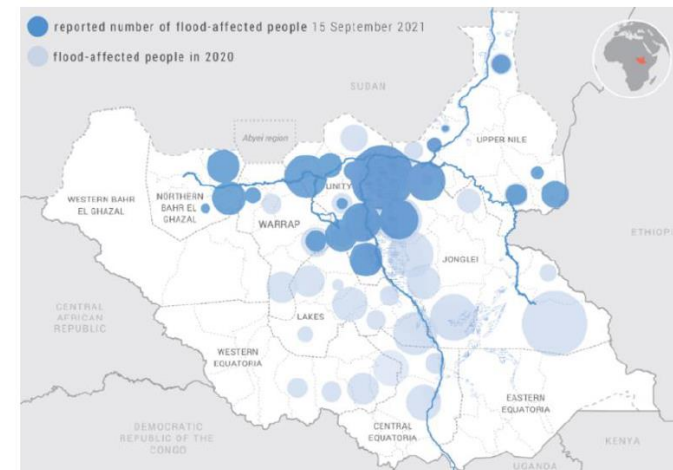 reported number of flood-affected people 15 September 2021
flood-affected people in 2020
SUDAN
Abyei region
UPPER NILE
UNITY
WESTERN BAHR
EL GHAZAL
NORTHERN
BAHR EL
GHAZAL
WARRAP
ETHIOP
JONGLEI
CENTRAL
AFRICAN
REPUBLIC
LAKES
WESTERN
EQUATORIA
EASTERN
EQUATORIA
CENTRAL
EQUATORIA
DEMOCRATIC
REPUBLIC OF THE
CONGO
KENYA
UGANDA